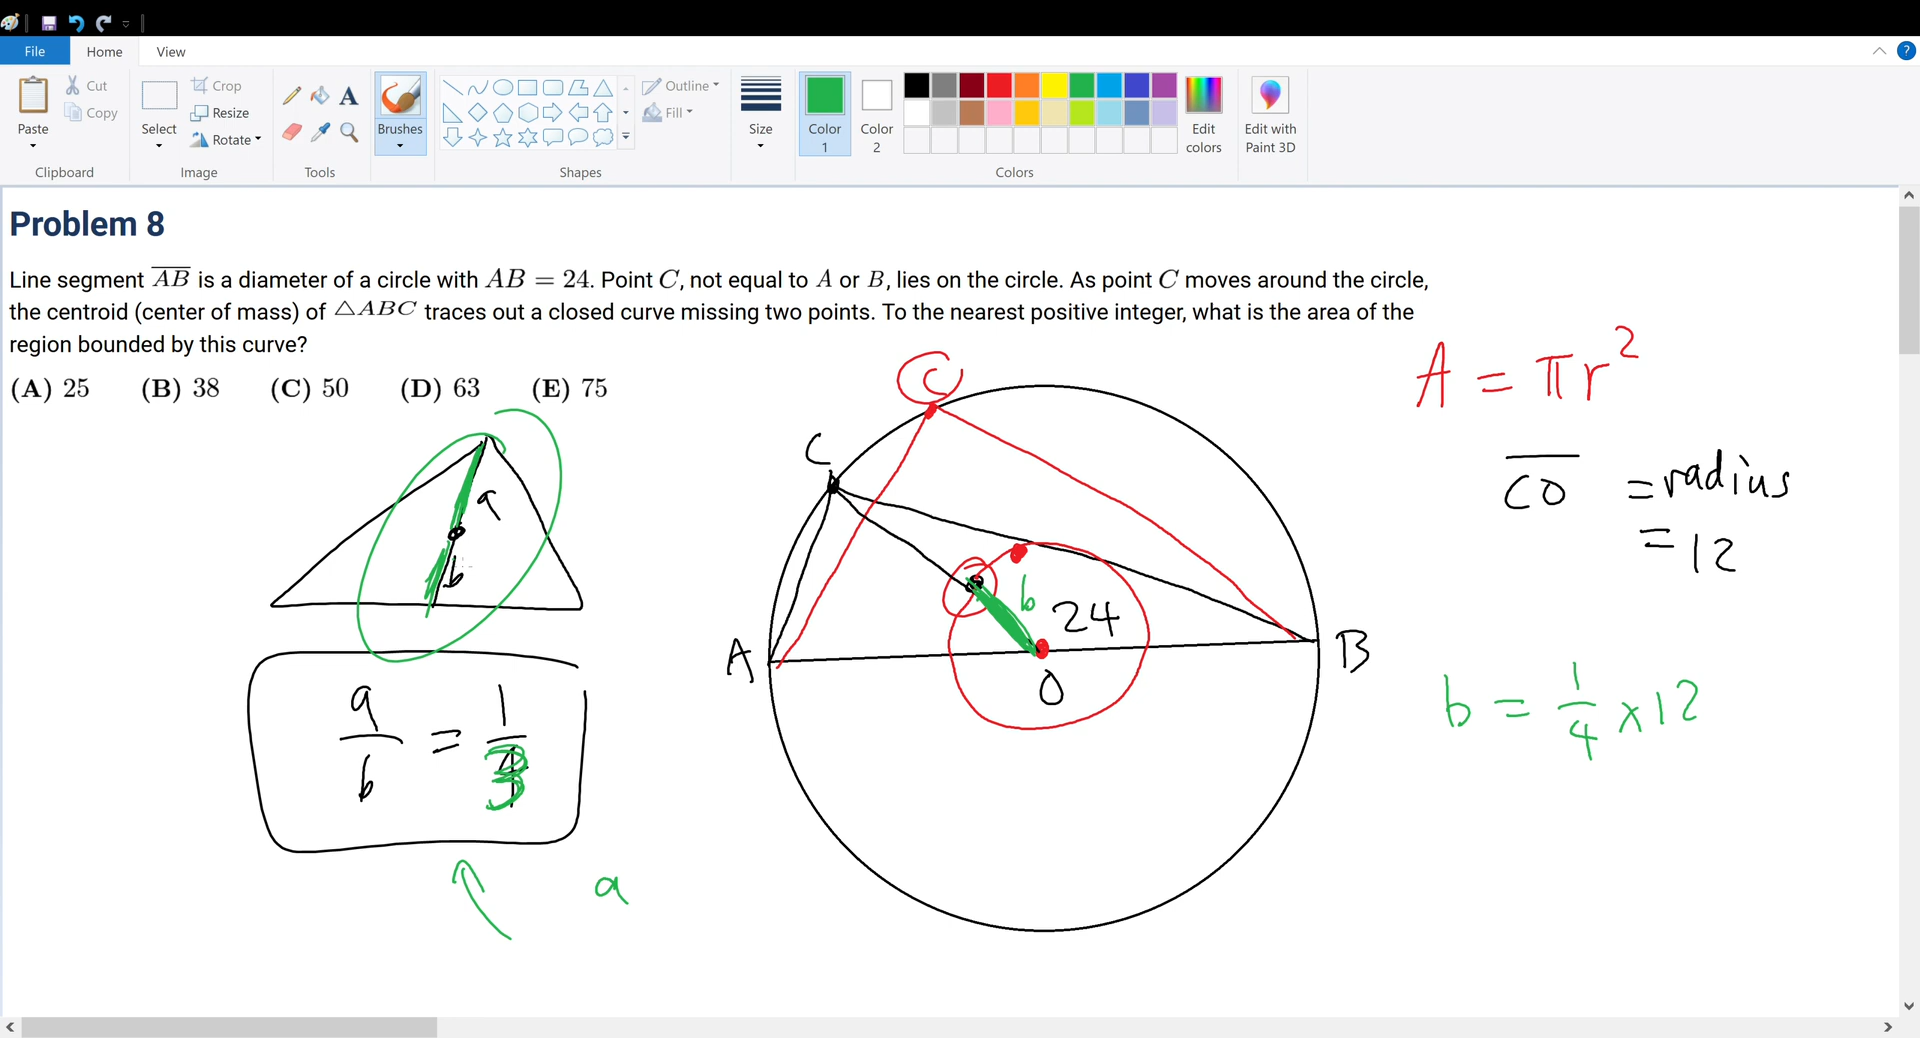 File Home View
Paste
Cut
Copy
Clipboard
Select
Crop
Resize
Rotate
Image
A
Tools
Brushes
Shapes
Outline
Fill
Size
Color 1
Color 2
Edit colors
Edit with Paint 3D
Colors
?
Problem 8
Line segment AB is a diameter of a circle with AB = 24. Point C, not equal to A or B, lies on the circle. As point C moves around the circle,
the centroid (center of mass) of △ABC traces out a closed curve missing two points. To the nearest positive integer, what is the area of the
region bounded by this curve?
(A) 25 (B) 38 (C) 50 (D) 63 (E) 75
a
b
a/b = 1/3
a
C
C
A
B
O
b
24
A = πr²
CO = radius
= 12
b = 1/4 × 12